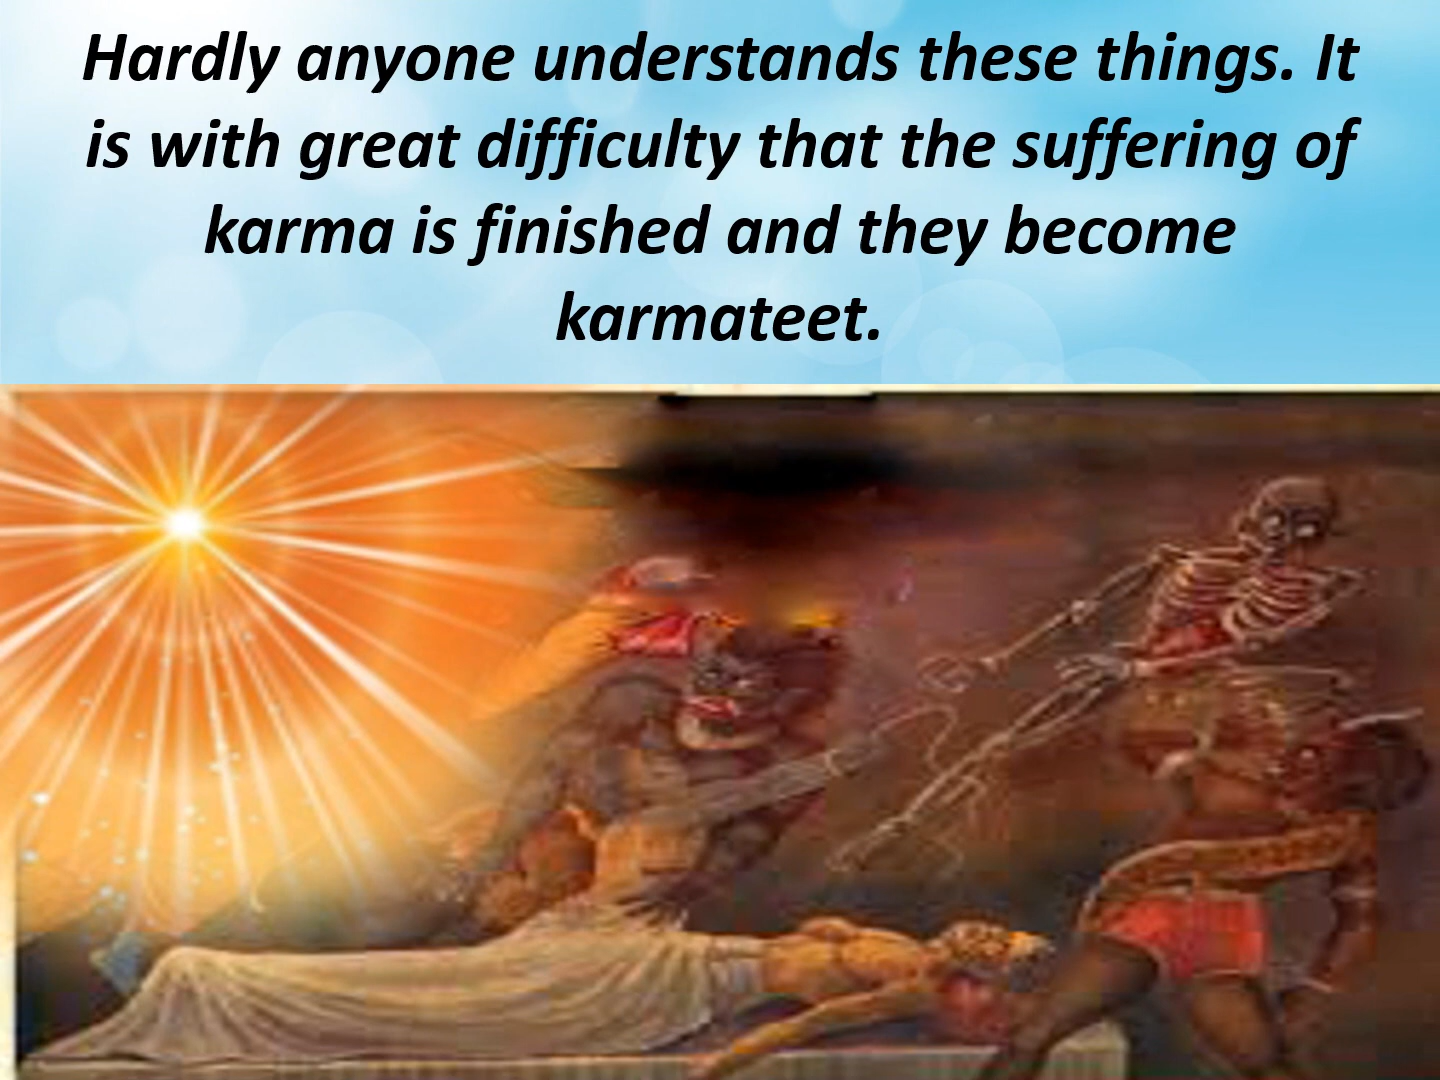 Hardly anyone understands these things. It
is with great difficulty that the suffering of
karma is finished and they become
karmateet.